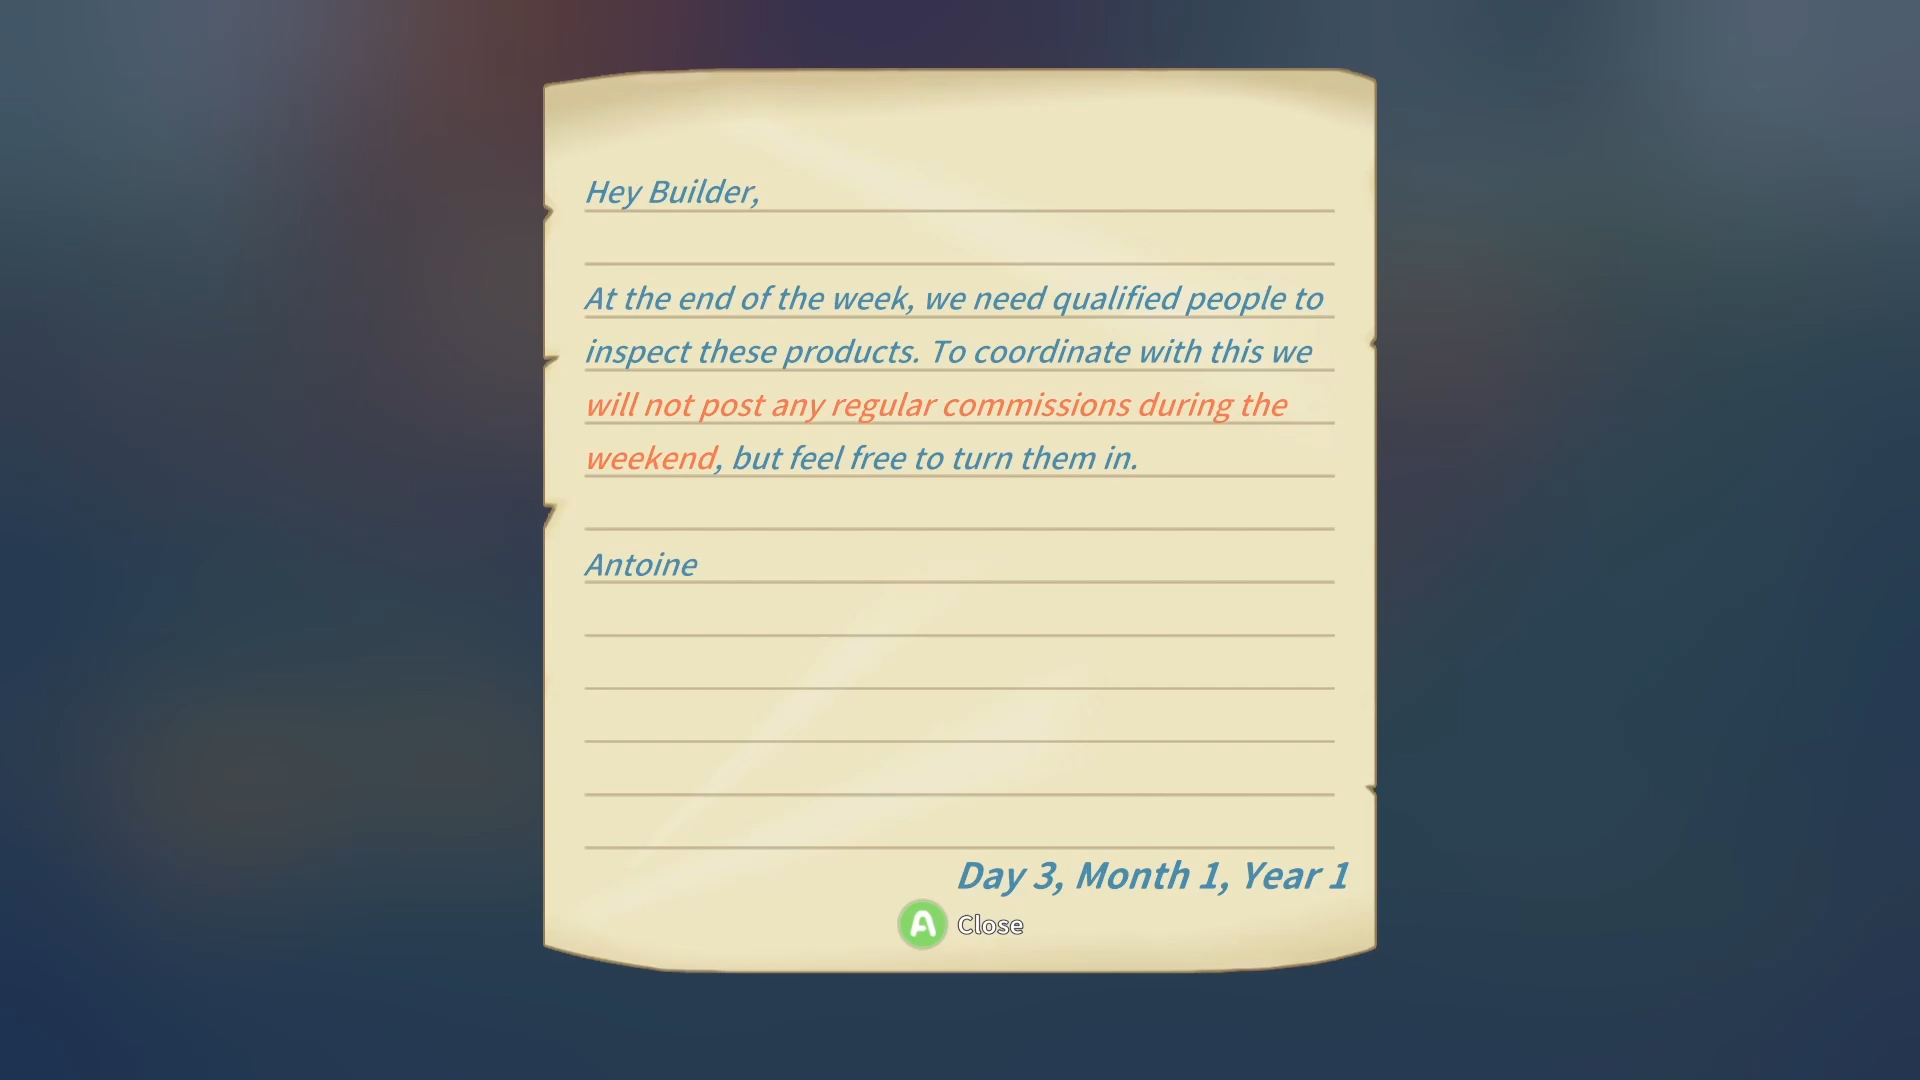 Hey Builder,
At the end of the week, we need qualified people to
inspect these products. To coordinate with this we
will not post any regular commissions during the
weekend, but feel free to turn them in.
Antoine
Day 3, Month 1, Year 1
A Close